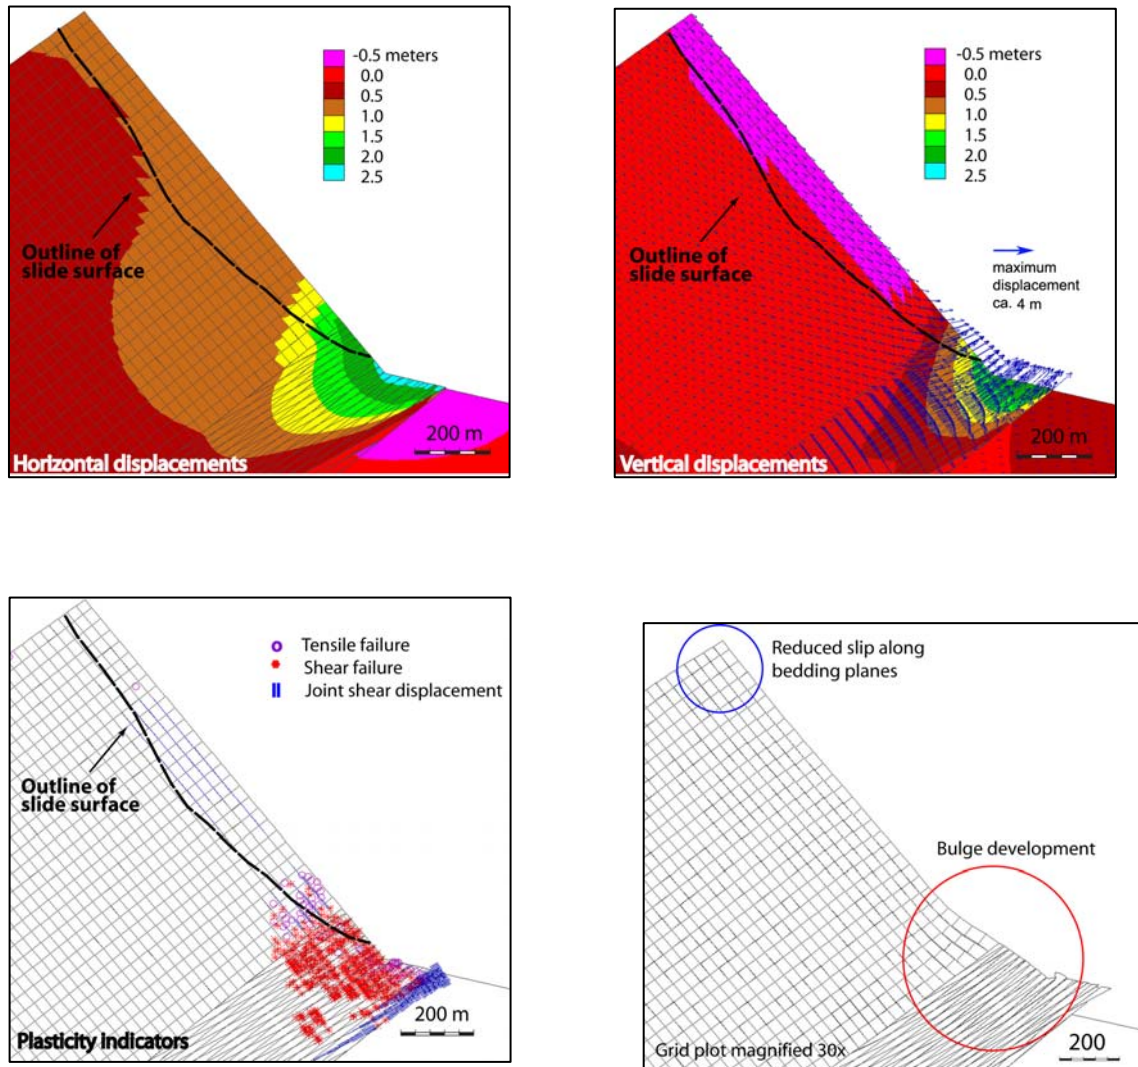 -0.5 meters
0.0
0.5
1.0
1.5
2.0
2.5
Outline of
slide surface
200 m
Horizontal displacements
-0.5 meters
0.0
0.5
1.0
1.5
2.0
2.5
Outline of
slide surface
maximum
displacement
ca. 4 m
200 m
Vertical displacements
Tensile failure
Shear failure
Joint shear displacement
Outline of
slide surface
200 m
Plasticity indicators
Reduced slip along
bedding planes
Bulge development
200
Grid plot magnified 30x